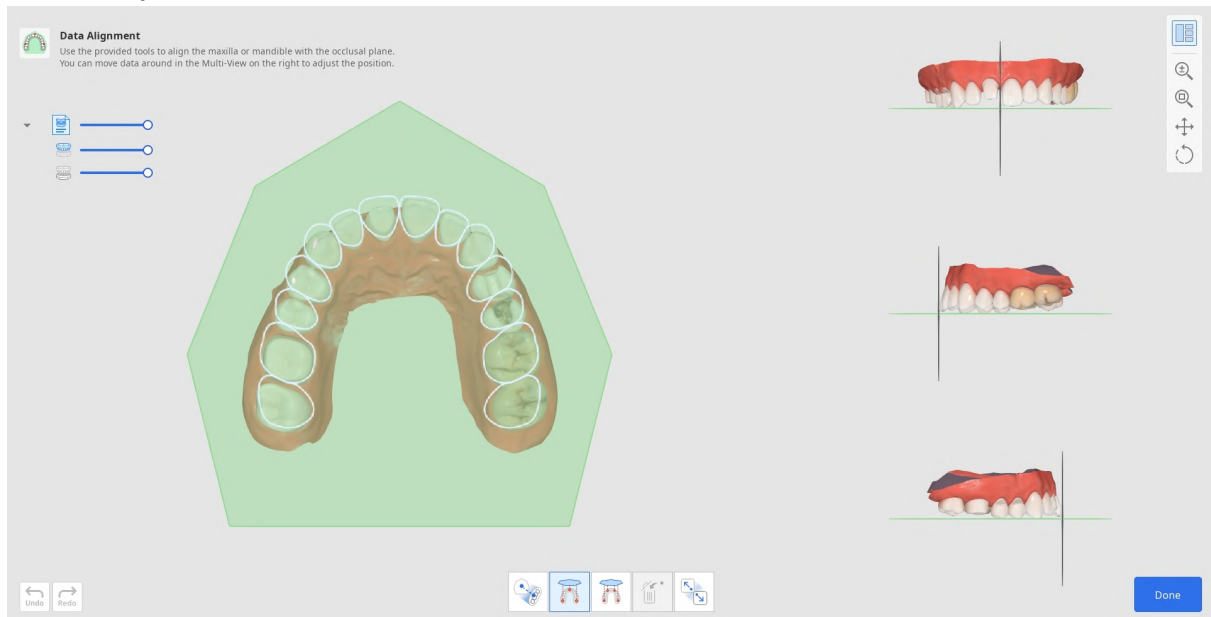 Data Alignment
Use the provided tools to align the maxilla or mandible with the occlusal plane.
You can move data around in the Multi-View on the right to adjust the position.
Undo
Redo
Done